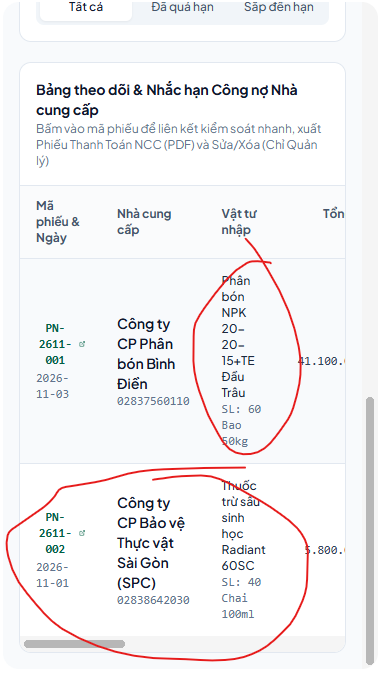 Tất cả
Đã quá hạn
Sắp đến hạn
Bảng theo dõi & Nhắc hạn Công nợ Nhà
cung cấp
Bấm vào mã phiếu để liên kết kiểm soát nhanh, xuất
Phiếu Thanh Toán NCC (PDF) và Sửa/Xóa (Chỉ Quản
lý)
Mã
phiếu &
Ngày
Nhà cung
cấp
Vật tư
nhập
PN-
2611-
001
2026-
11-03
Công ty
CP Phân
bón Bình
Điền
02837560110
Phân
bón
NPK
20-
20-
15+TE
Đầu
Trâu
SL: 60
Bao
50kg
PN-
2611-
002
2026-
11-01
Công ty
CP Bảo vệ
Thực vật
Sài Gòn
(SPC)
02838642030
Thuốc
trừ sâu
sinh
học
Radiant
60SC
SL: 40
Chai
100ml